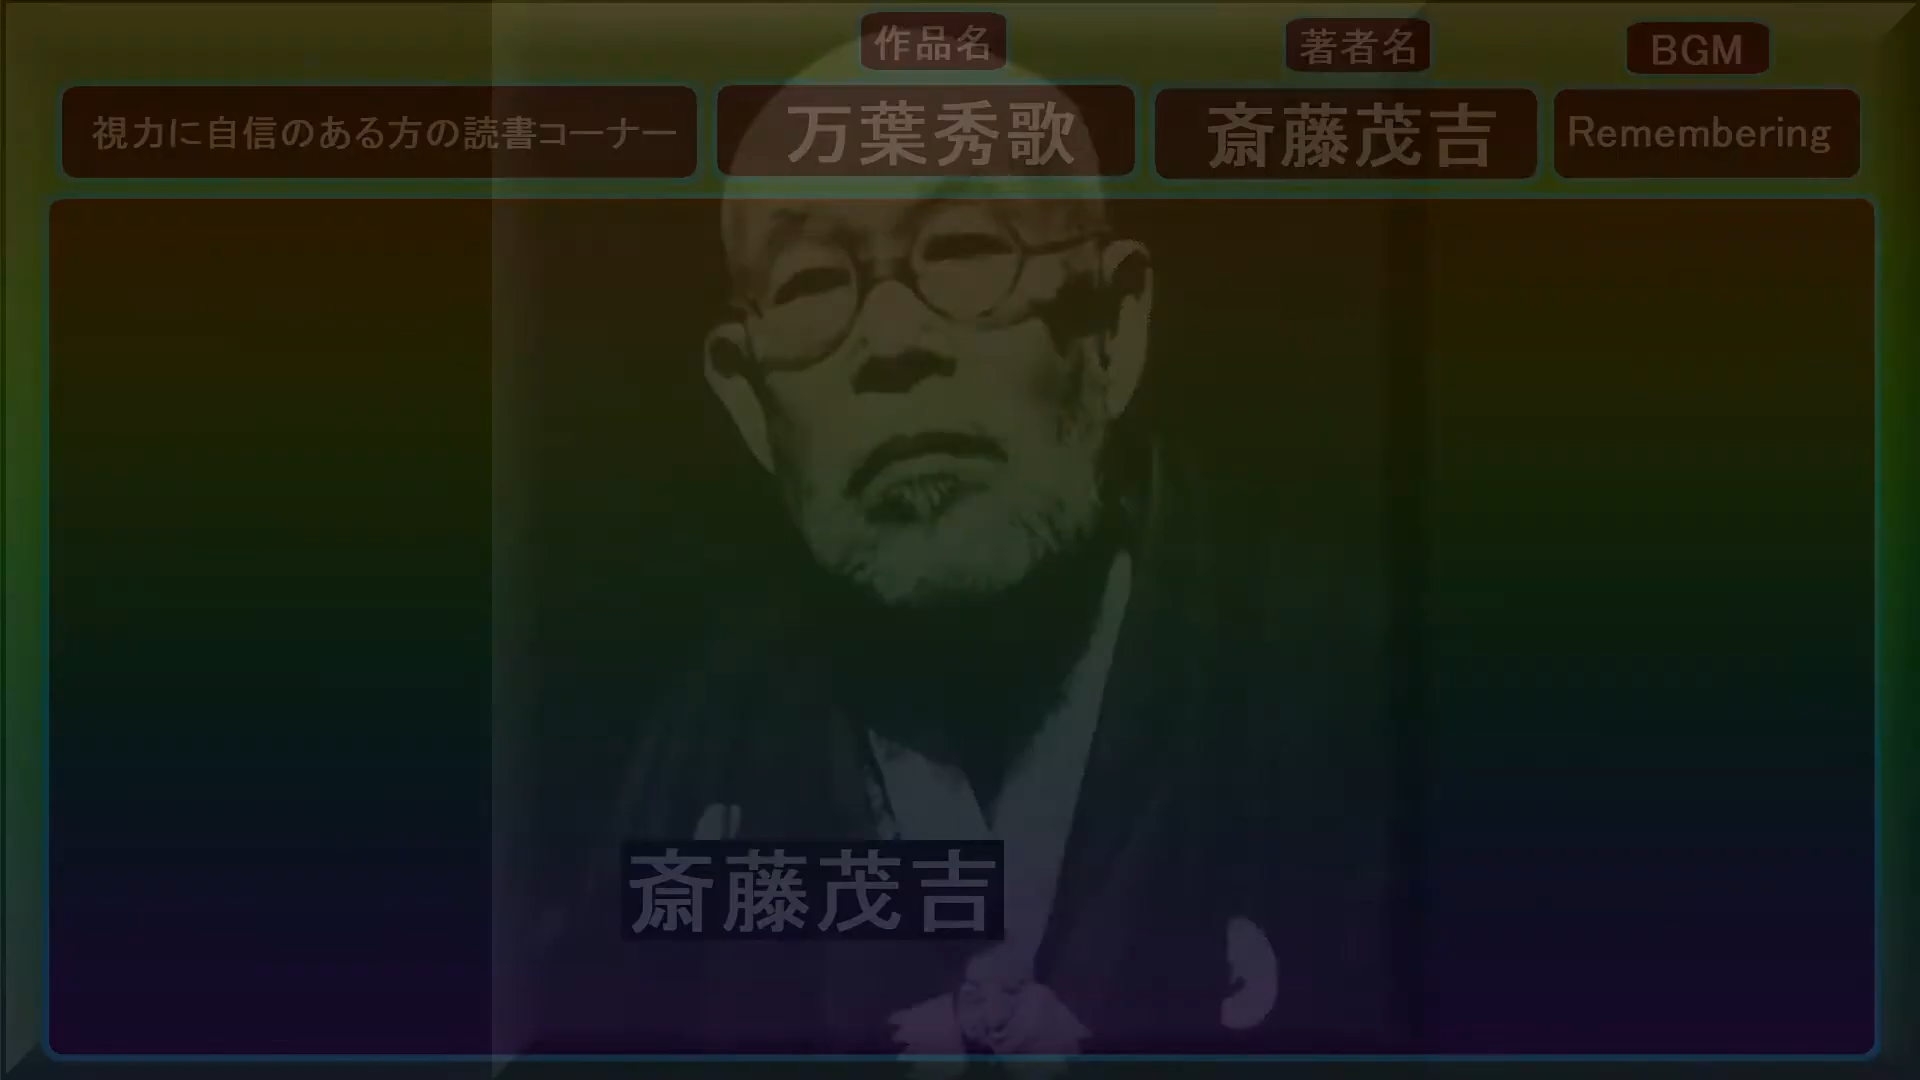 作品名
著者名
BGM
視力に自信のある方の読書コーナー
万葉秀歌
斎藤茂吉
Remembering
斎藤茂吉